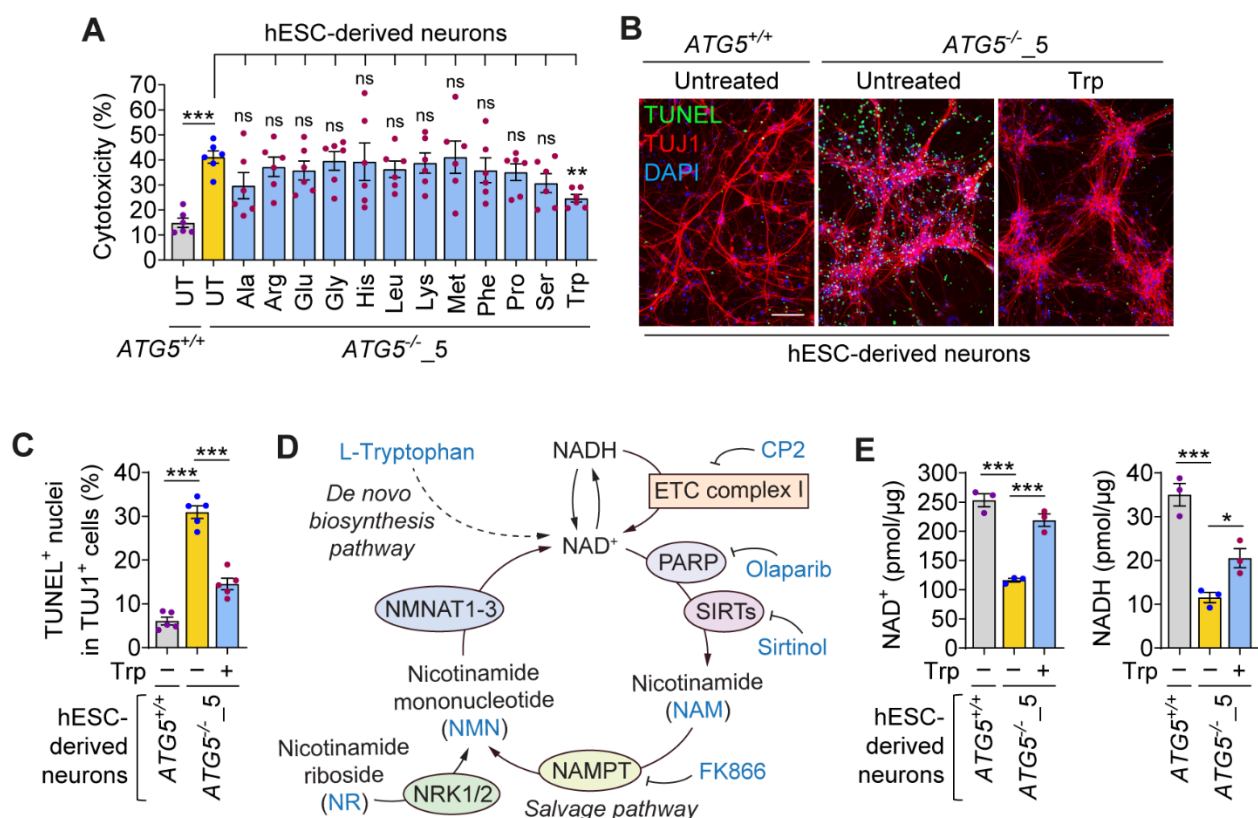 A
hESC-derived neurons
Cytotoxicity (%)
70
60
50
40
30
20
10
0
***
ns
ns
ns
ns
ns
ns
ns
ns
ns
ns
ns
**
UT
UT
Ala
Arg
Glu
Gly
His
Leu
Lys
Met
Phe
Pro
Ser
Trp
ATG5+/+
ATG5-/-_5
B
ATG5+/+
ATG5-/-_5
Untreated
Untreated
Trp
TUNEL
TUJ1
DAPI
hESC-derived neurons
C
TUNEL+ nuclei
in TUJ1+ cells (%)
40
30
20
10
0
***
***
Trp
– – +
hESC-
derived
neurons
ATG5+/+
ATG5-/-_5
D
L-Tryptophan
De novo
biosynthesis
pathway
NADH
CP2
ETC complex I
NAD+
PARP
Olaparib
SIRTs
Sirtinol
NMNAT1-3
Nicotinamide
mononucleotide
(NMN)
Nicotinamide
(NAM)
Nicotinamide
riboside
(NR)
NRK1/2
NAMPT
FK866
Salvage pathway
E
NAD+ (pmol/µg)
300
250
200
150
100
50
0
***
***
Trp
– – +
hESC-
derived
neurons
ATG5+/+
ATG5-/-_5
NADH (pmol/µg)
40
30
20
10
0
***
*
– – +
ATG5+/+
ATG5-/-_5